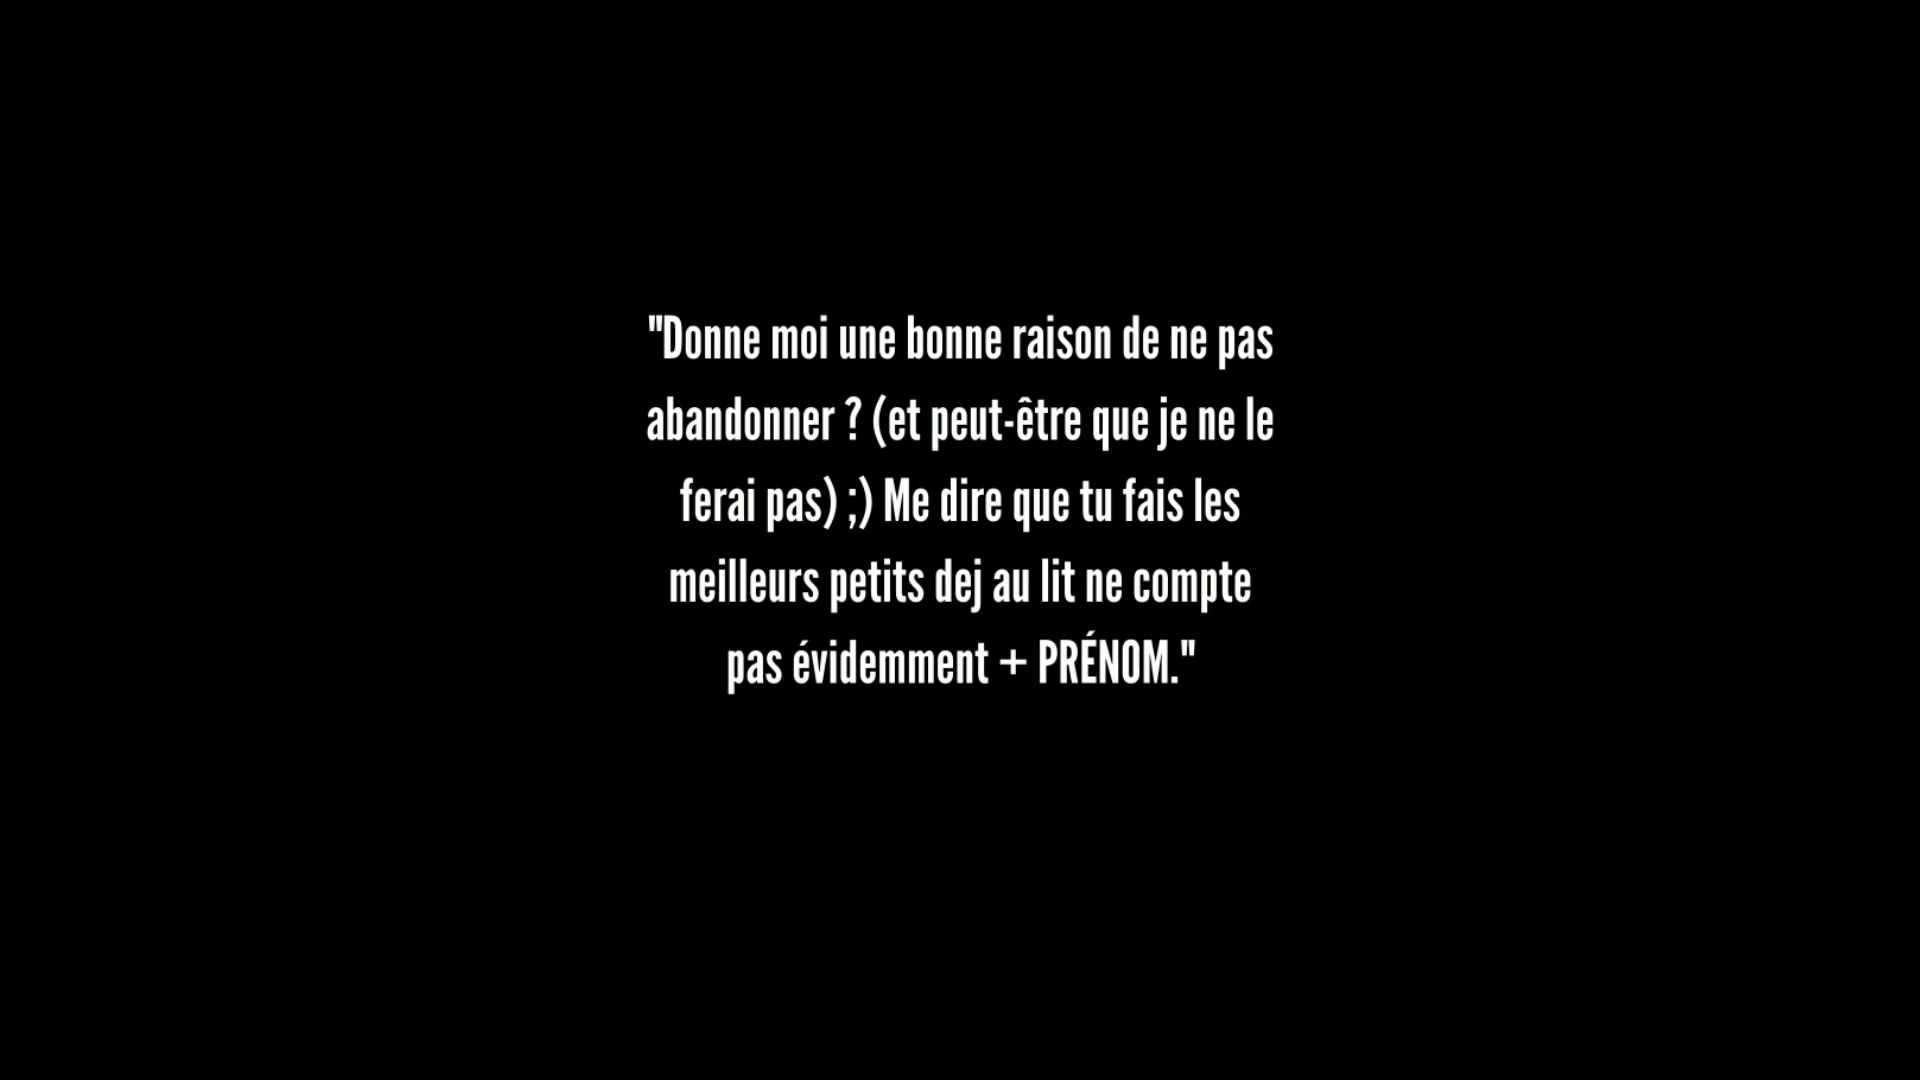 "Donne moi une bonne raison de ne pas
abandonner ? (et peut-être que je ne le
ferai pas) ;) Me dire que tu fais les
meilleurs petits dej au lit ne compte
pas évidemment + PRÉNOM."